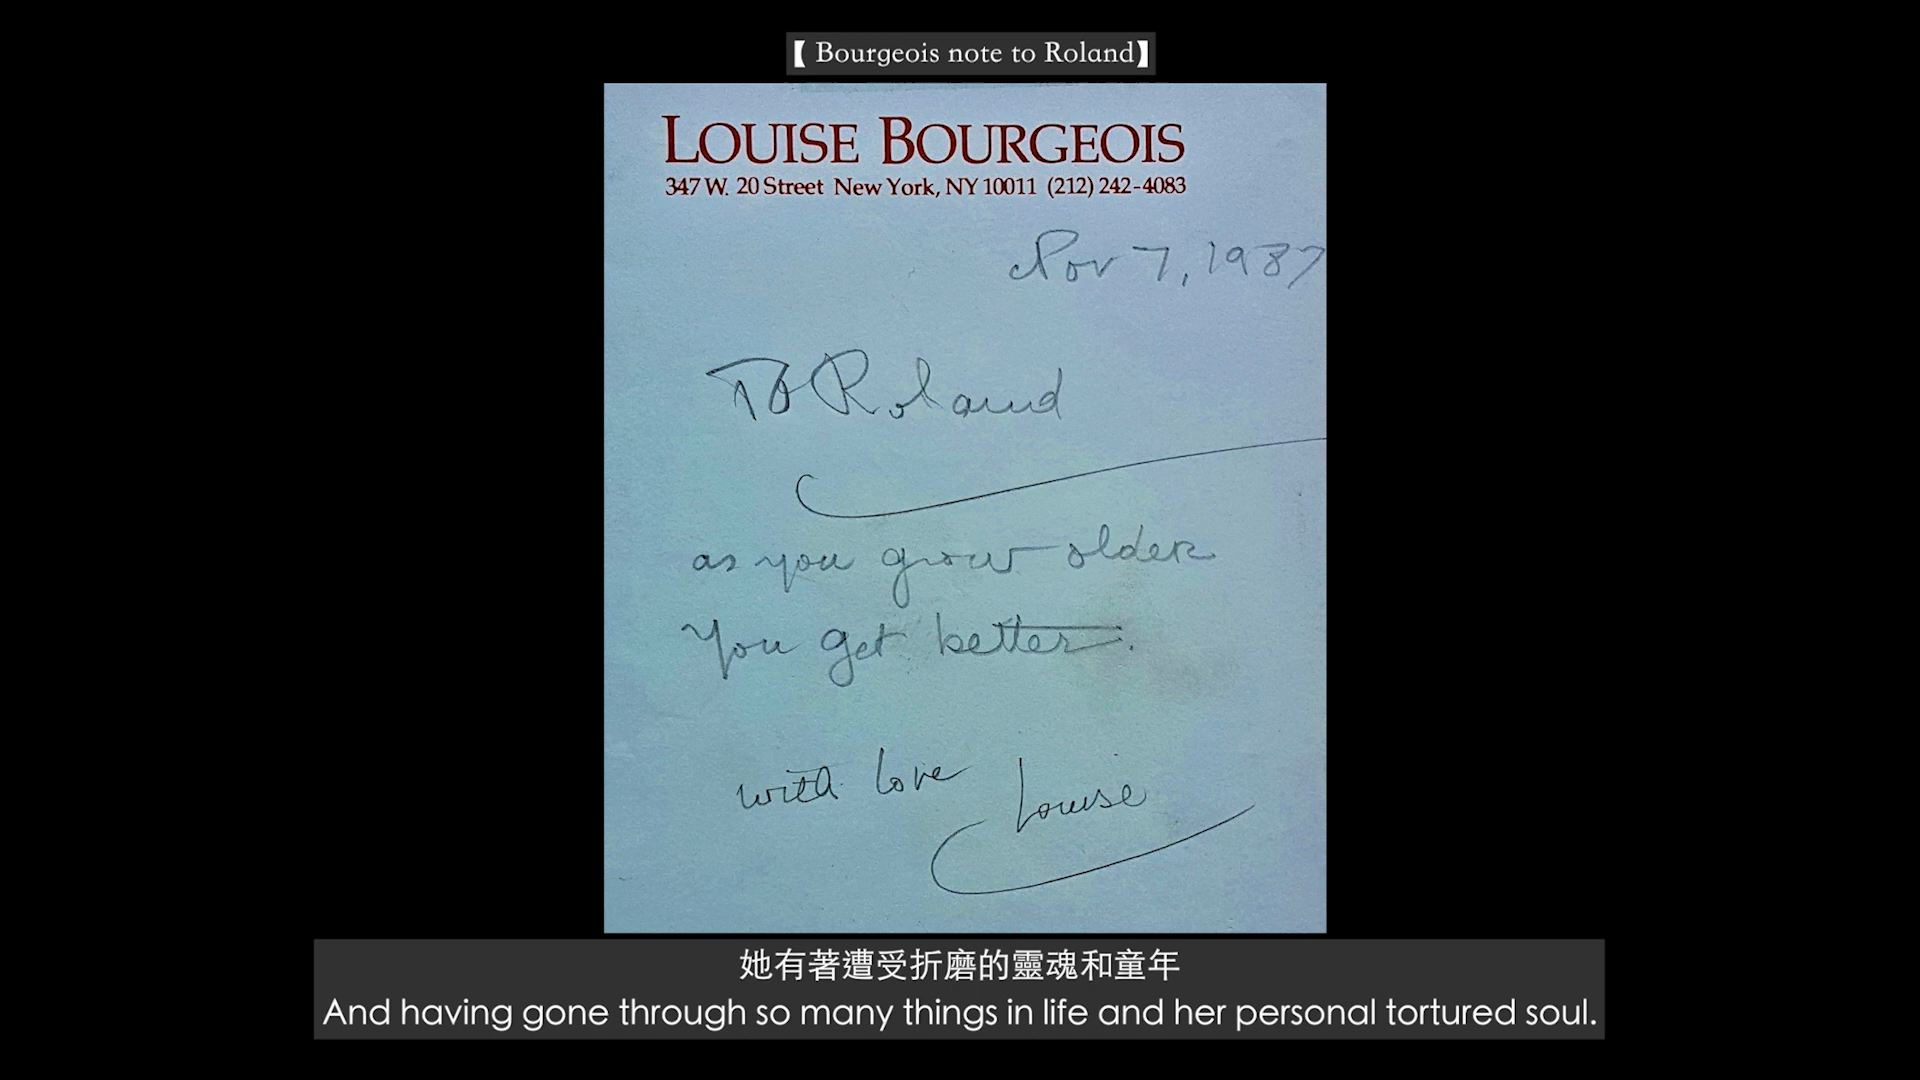 【 Bourgeois note to Roland】
LOUISE BOURGEOIS
347 W. 20 Street New York, NY 10011 (212) 242-4083
Nov 7, 1987
To Roland
as you grow older
You get better.
with love Louise
她有著遭受折磨的靈魂和童年
And having gone through so many things in life and her personal tortured soul.